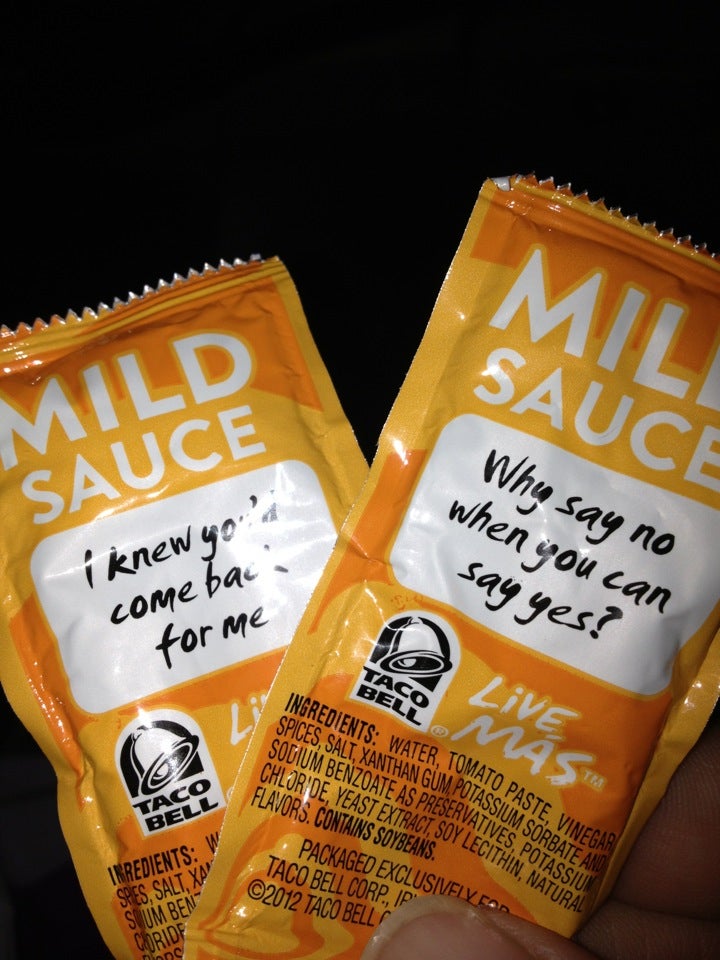 MILD
SAUCE
I knew you'd
come back
for me
TACO
BELL
INGREDIENTS:
SALT,
MILD
SAUCE
Why say no
when you can
say yes?
TACO
BELL®
LIVE
MÁS™
INGREDIENTS: WATER, TOMATO PASTE, VINEGAR,
SPICES, SALT, XANTHAN GUM, POTASSIUM SORBATE AND
SODIUM BENZOATE AS PRESERVATIVES, POTASSIUM
CHLORIDE, YEAST EXTRACT, SOY LECITHIN, NATURAL
FLAVORS. CONTAINS SOYBEANS.
PACKAGED EXCLUSIVELY FOR
TACO BELL CORP.,
©2012 TACO BELL